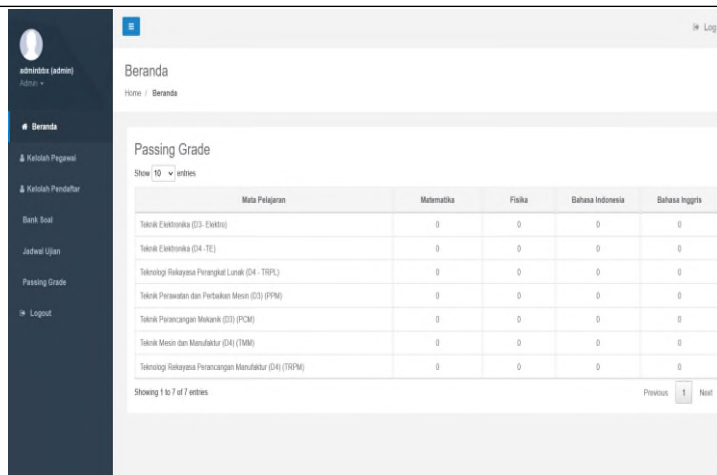 adminbbs (admin)
Admin
Beranda
Kelolah Pegawai
Kelolah Pendaftar
Bank Soal
Jadwal Ujian
Passing Grade
Logout
Log
Beranda
Home / Beranda
Passing Grade
Show 10 entries
Mata Pelajaran Matematika Fisika Bahasa Indonesia Bahasa Inggris
Teknik Elektronika (D3- Elektro) 0 0 0 0
Teknik Elektronika (D4 -TE) 0 0 0 0
Teknologi Rekayasa Perangkat Lunak (D4 - TRPL) 0 0 0 0
Teknik Perawatan dan Perbaikan Mesin (D3) (PPM) 0 0 0 0
Teknik Perancangan Mekanik (D3) (PCM) 0 0 0 0
Teknik Mesin dan Manufaktur (D4) (TMM) 0 0 0 0
Teknologi Rekayasa Perancangan Manufaktur (D4) (TRPM) 0 0 0 0
Showing 1 to 7 of 7 entries
Previous 1 Next